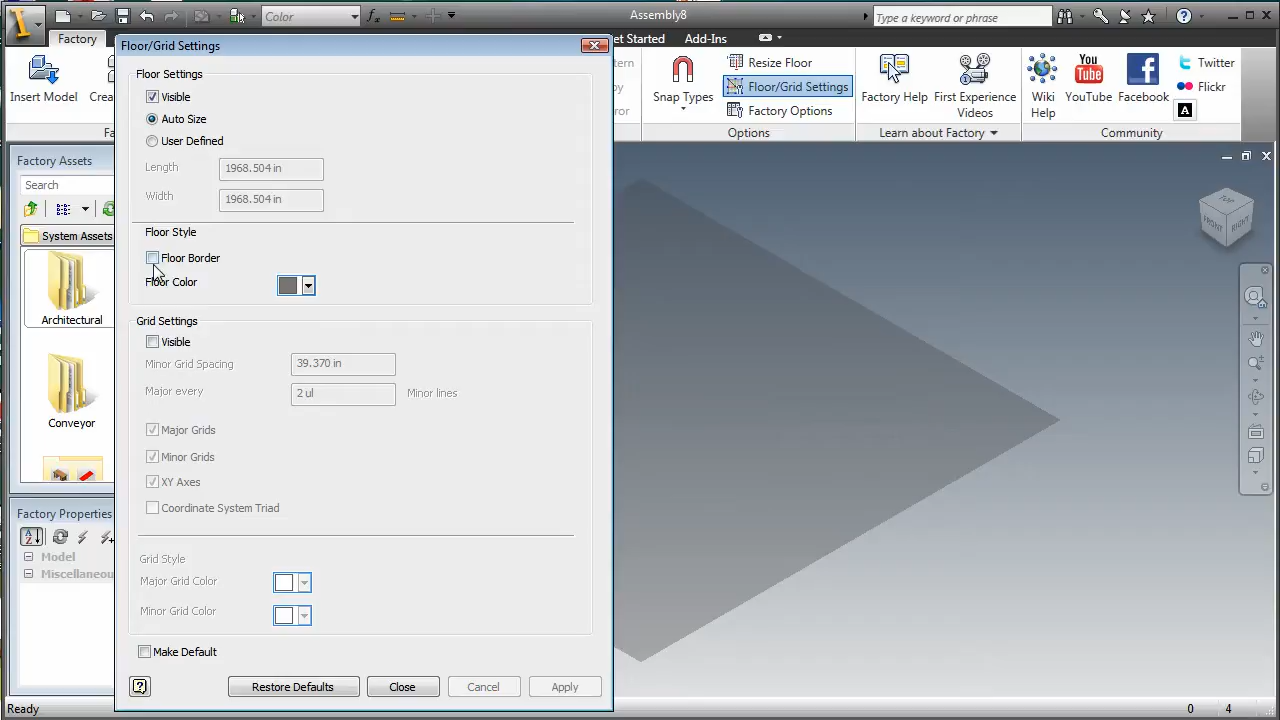 Color
Assembly8
Type a keyword or phrase
Factory
et Started
Add-Ins
Insert Model
Crea
Snap Types
Resize Floor
Floor/Grid Settings
Factory Options
Options
Factory Help
First Experience
Videos
Learn about Factory
Wiki
Help
YouTube
You
Tube
Facebook
Twitter
Flickr
A
Community
Floor/Grid Settings
Floor Settings
Visible
Auto Size
User Defined
Length
1968.504 in
Width
1968.504 in
Floor Style
Floor Border
Floor Color
Grid Settings
Visible
Minor Grid Spacing
39.370 in
Major every
2 ul
Minor lines
Major Grids
Minor Grids
XY Axes
Coordinate System Triad
Grid Style
Major Grid Color
Minor Grid Color
Make Default
Restore Defaults
Close
Cancel
Apply
Factory Assets
Search
System Assets
Architectural
Conveyor
Factory Properties
Model
Miscellaneou
FRONT
RIGHT
Ready
0
4